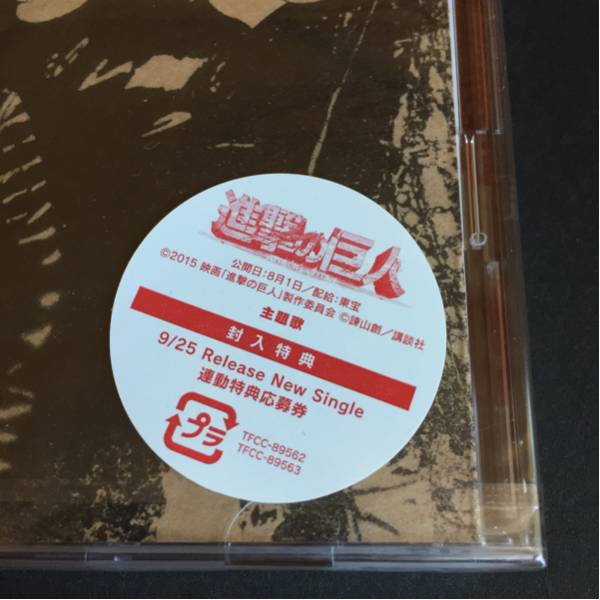 進撃の巨人
公開日:8月1日／配給:東宝
©2015 映画「進撃の巨人」製作委員会 ©諫山創／講談社
主題歌
封入特典
9/25 Release New Single
連動特典応募券
プラ
TFCC-89562
TFCC-89563